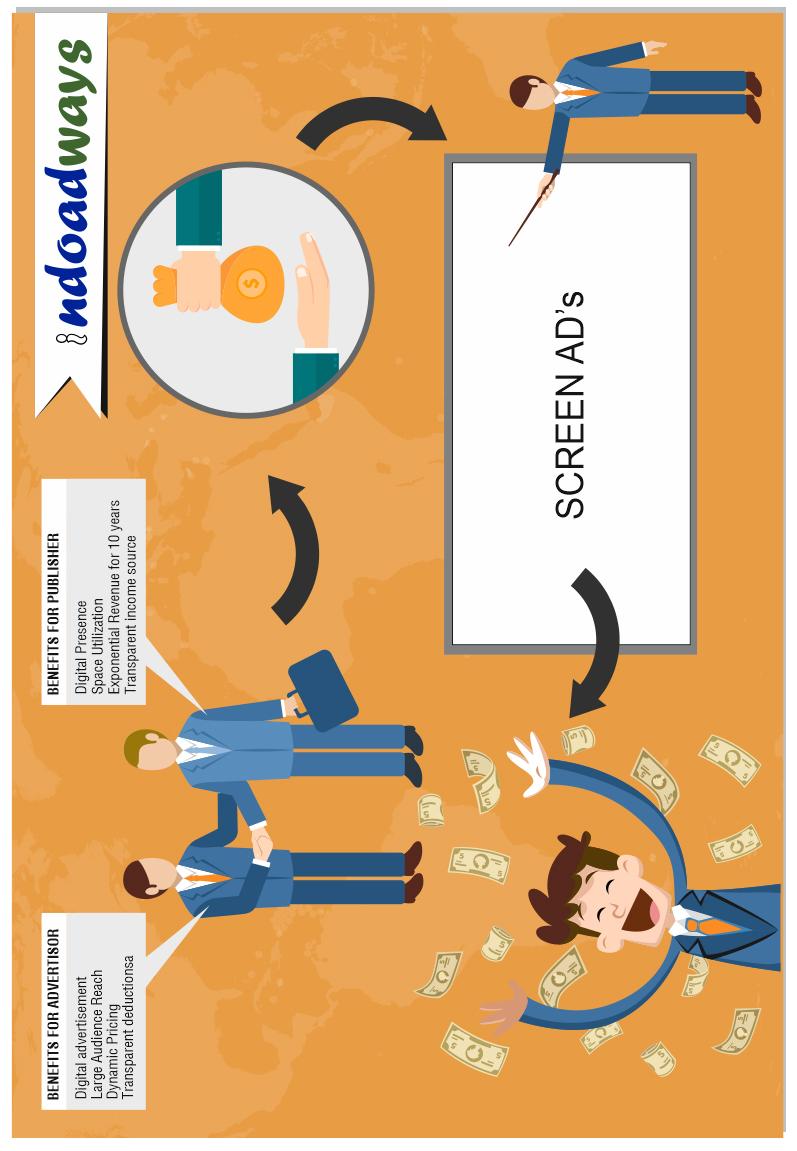 indoadways
BENEFITS FOR ADVERTISOR
Digital advertisement
Large Audience Reach
Dynamic Pricing
Transparent deductionsa
BENEFITS FOR PUBLISHER
Digital Presence
Space Utilization
Exponential Revenue for 10 years
Transparent income source
$
SCREEN AD's